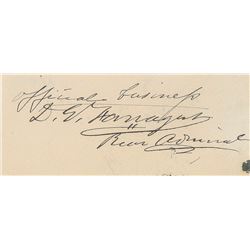 official business
D. G. Farragut
Rear Admiral